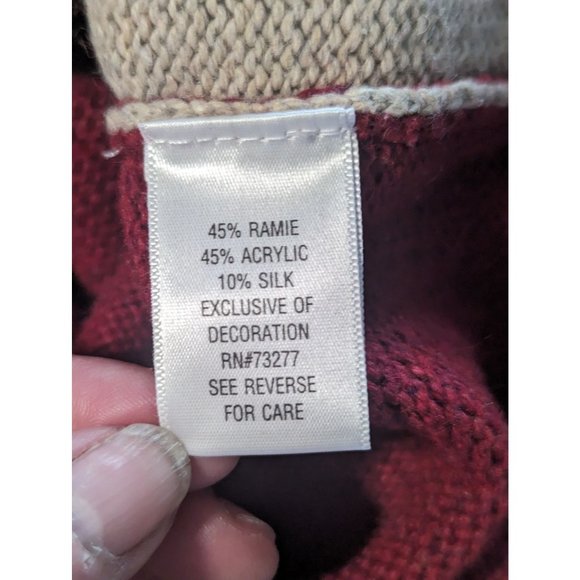 45% RAMIE
45% ACRYLIC
10% SILK
EXCLUSIVE OF
DECORATION
RN#73277
SEE REVERSE
FOR CARE